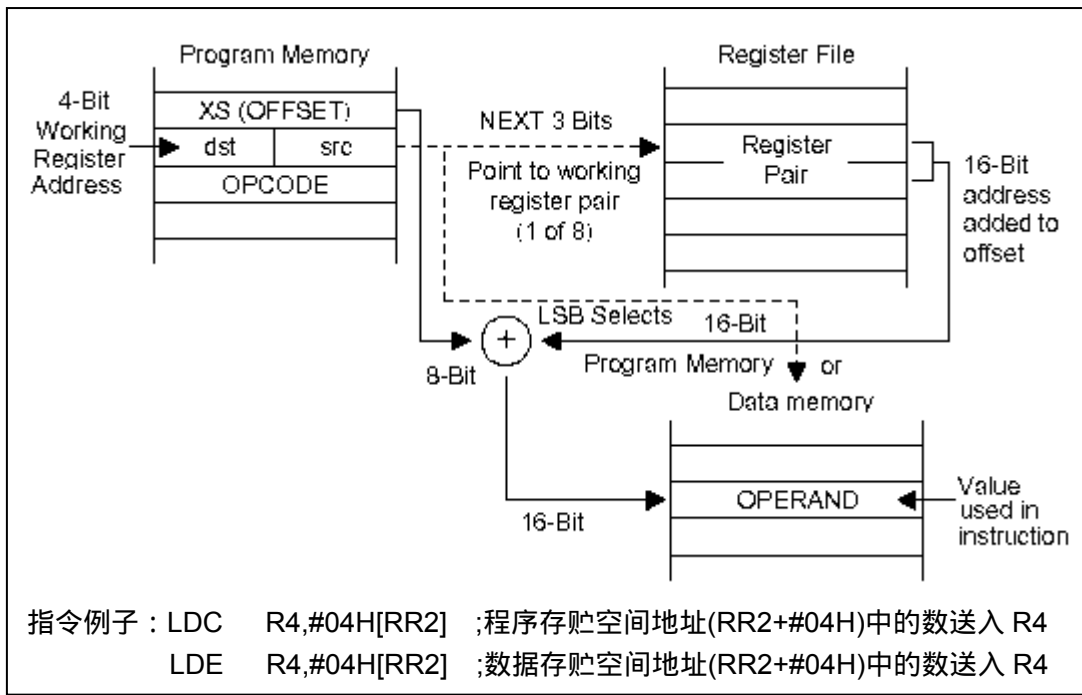 Program Memory
Register File
4-Bit
Working
Register
Address
XS (OFFSET)
dst
src
OPCODE
NEXT 3 Bits
Point to working
register pair
(1 of 8)
Register
Pair
16-Bit
address
added to
offset
LSB Selects
16-Bit
+
8-Bit
Program Memory
or
Data memory
OPERAND
16-Bit
Value
used in
instruction
指令例子：LDC R4,#04H[RR2] ;程序存贮空间地址(RR2+#04H)中的数送入 R4
LDE R4,#04H[RR2] ;数据存贮空间地址(RR2+#04H)中的数送入 R4